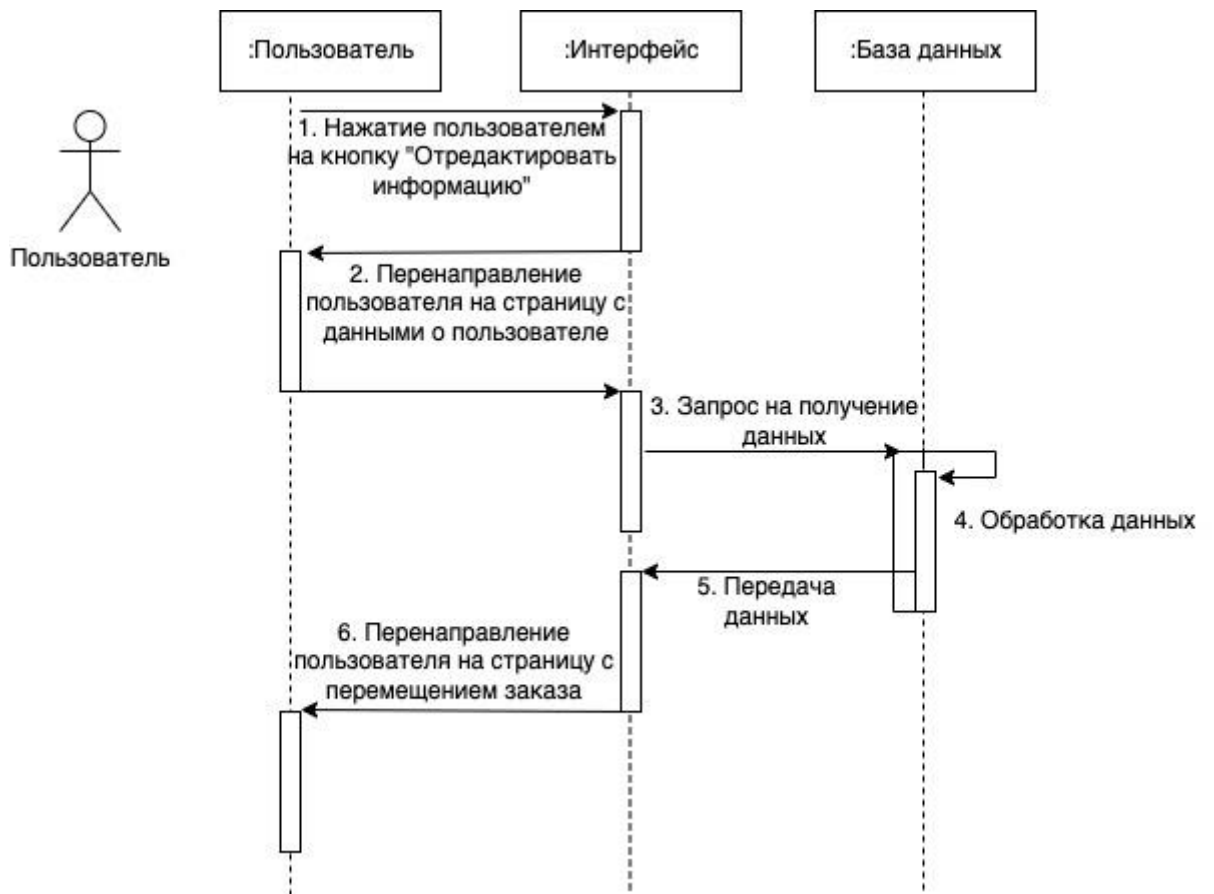 :Пользователь
:Интерфейс
:База данных
1. Нажатие пользователем
на кнопку "Отредактировать
информацию"
Пользователь
2. Перенаправление
пользователя на страницу с
данными о пользователе
3. Запрос на получение
данных
4. Обработка данных
5. Передача
данных
6. Перенаправление
пользователя на страницу с
перемещением заказа